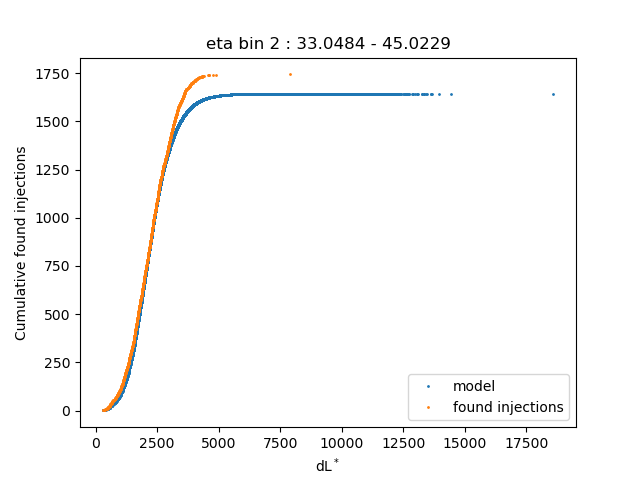 eta bin 2 : 33.0484 - 45.0229
Cumulative found injections
1750
1500
1250
1000
750
500
250
0
model
found injections
0 2500 5000 7500 10000 12500 15000 17500
dL*